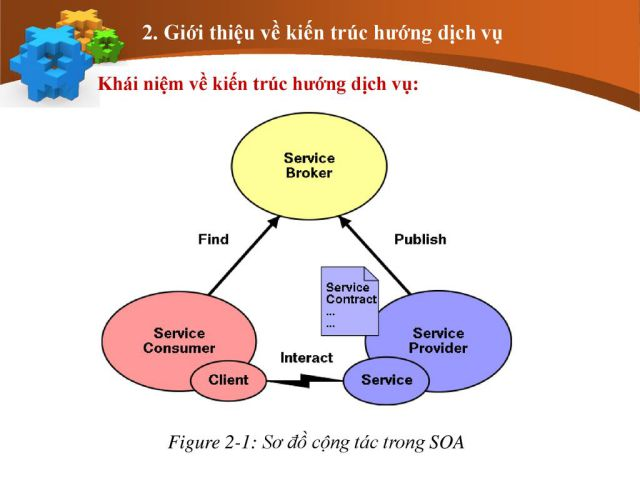 2. Giới thiệu về kiến trúc hướng dịch vụ
Khái niệm về kiến trúc hướng dịch vụ:
Service
Broker
Find
Publish
Service
Contract
...
...
Service
Consumer
Service
Provider
Interact
Client
Service
Figure 2-1: Sơ đồ cộng tác trong SOA